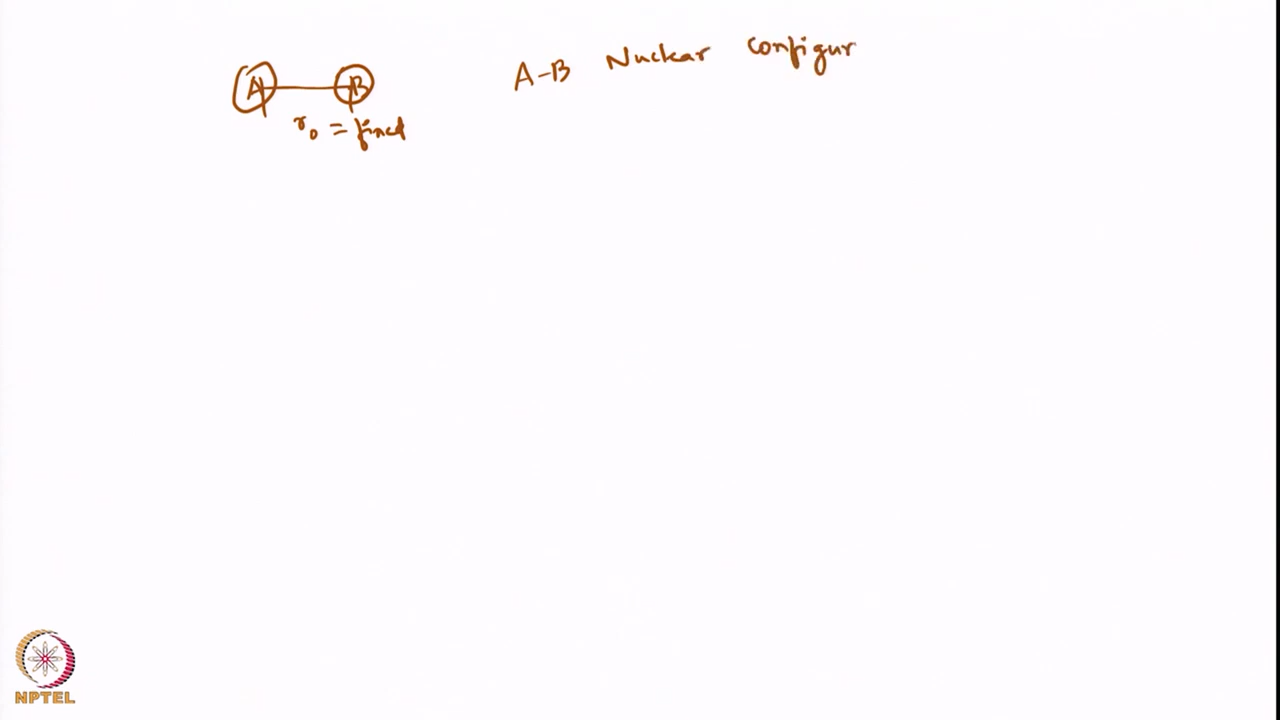 A B
r₀ = fixed
A-B Nuclear configur
NPTEL